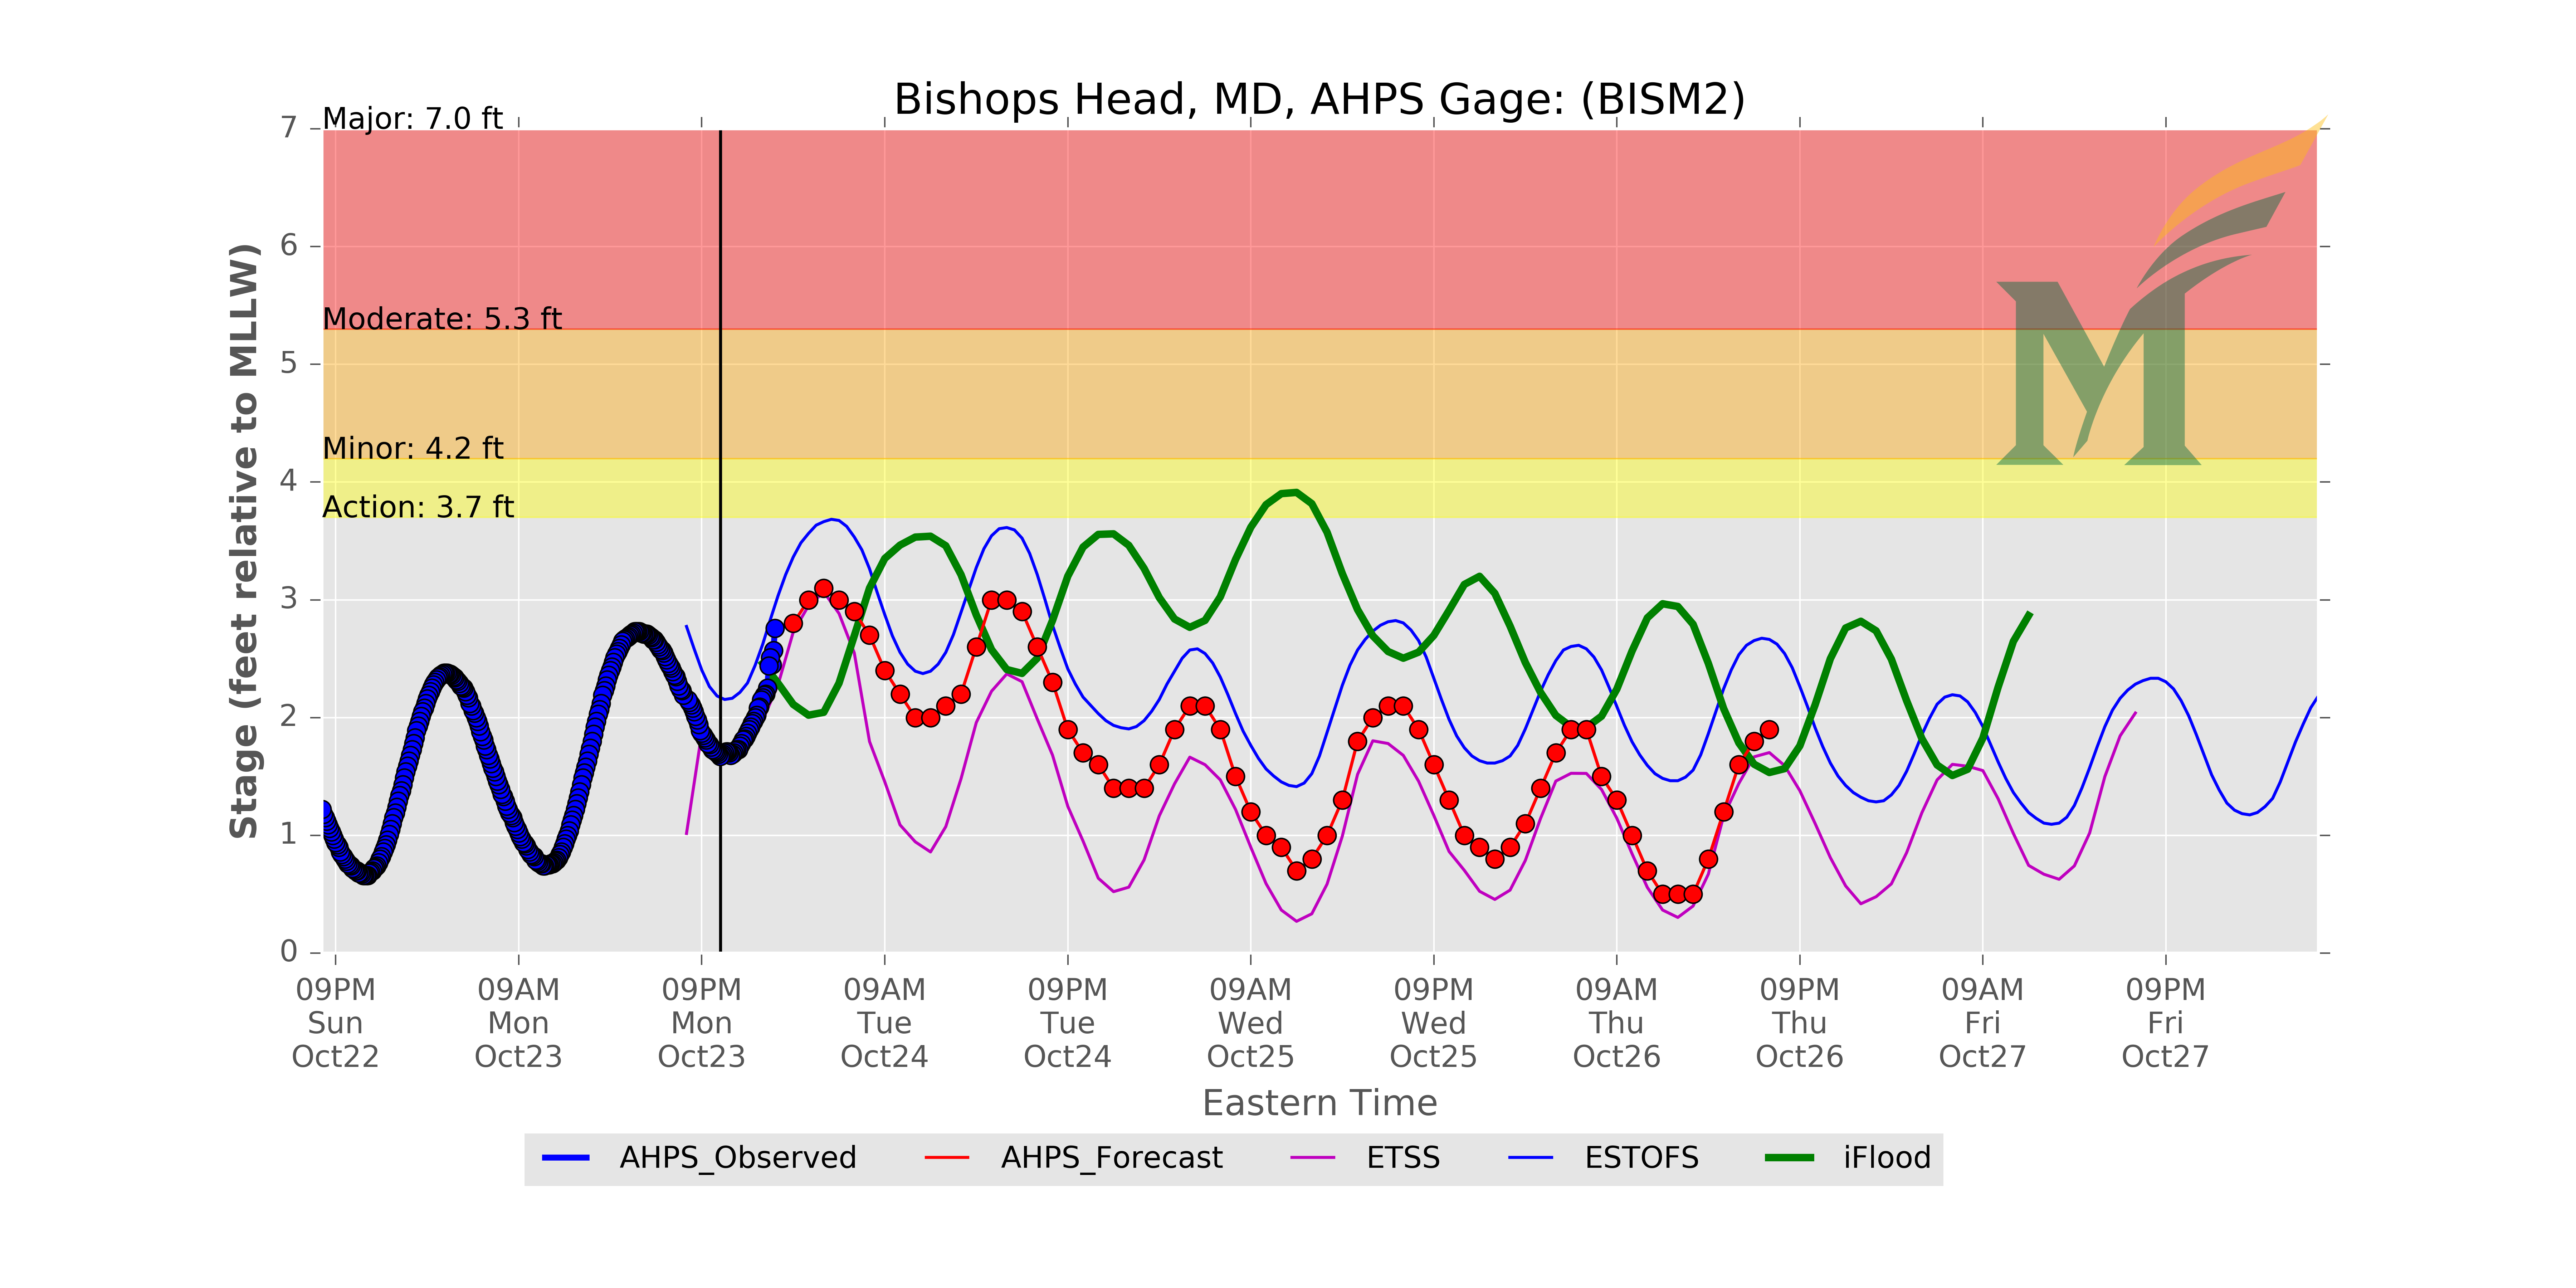 Bishops Head, MD, AHPS Gage: (BISM2)
Major: 7.0 ft
Moderate: 5.3 ft
Minor: 4.2 ft
Action: 3.7 ft
Stage (feet relative to MLLW)
7
6
5
4
3
2
1
0
09PM Sun Oct22
09AM Mon Oct23
09PM Mon Oct23
09AM Tue Oct24
09PM Tue Oct24
09AM Wed Oct25
09PM Wed Oct25
09AM Thu Oct26
09PM Thu Oct26
09AM Fri Oct27
09PM Fri Oct27
Eastern Time
AHPS_Observed AHPS_Forecast ETSS ESTOFS iFlood
M